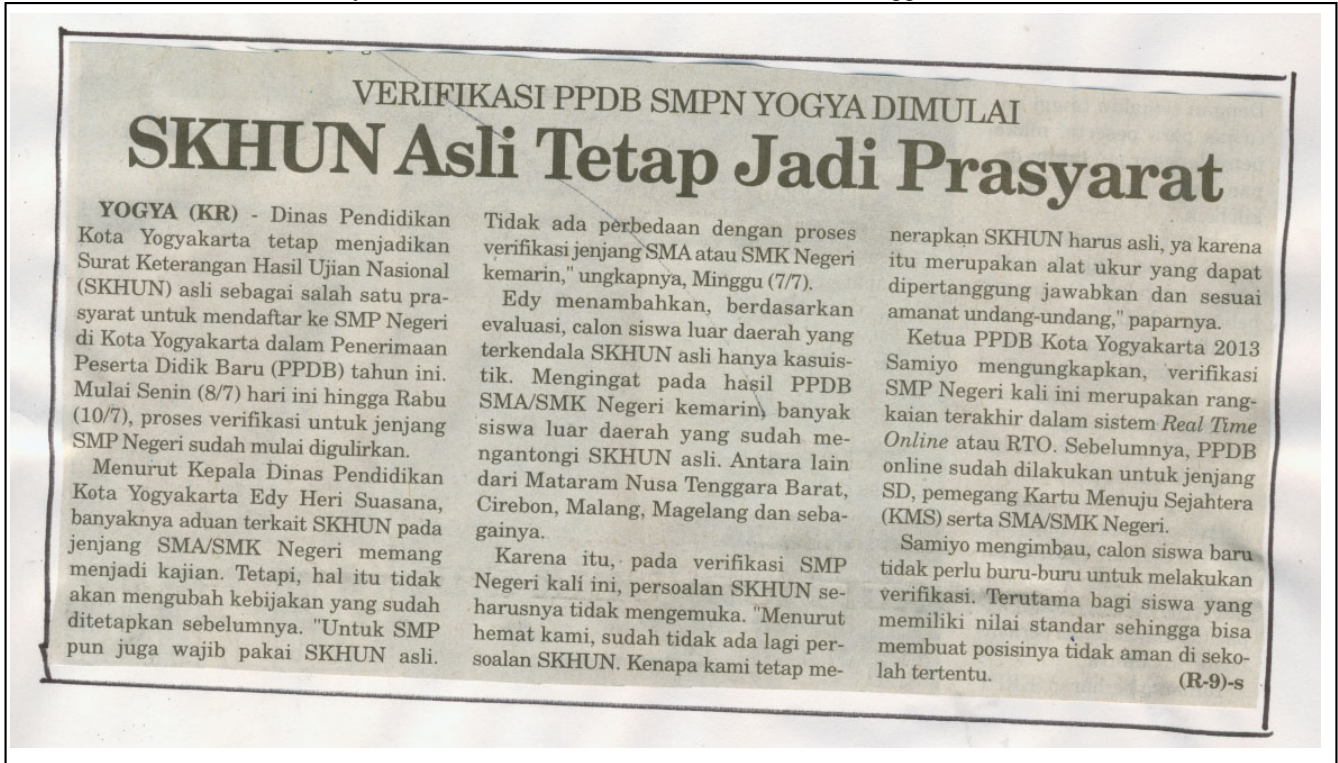 VERIFIKASI PPDB SMPN YOGYA DIMULAI
SKHUN Asli Tetap Jadi Prasyarat
YOGYA (KR) - Dinas Pendidikan
Kota Yogyakarta tetap menjadikan
Surat Keterangan Hasil Ujian Nasional
(SKHUN) asli sebagai salah satu pra-
syarat untuk mendaftar ke SMP Negeri
di Kota Yogyakarta dalam Penerimaan
Peserta Didik Baru (PPDB) tahun ini.
Mulai Senin (8/7) hari ini hingga Rabu
(10/7), proses verifikasi untuk jenjang
SMP Negeri sudah mulai digulirkan.
Menurut Kepala Dinas Pendidikan
Kota Yogyakarta Edy Heri Suasana,
banyaknya aduan terkait SKHUN pada
jenjang SMA/SMK Negeri memang
menjadi kajian. Tetapi, hal itu tidak
akan mengubah kebijakan yang sudah
ditetapkan sebelumnya. "Untuk SMP
pun juga wajib pakai SKHUN asli.
Tidak ada perbedaan dengan proses
verifikasi jenjang SMA atau SMK Negeri
kemarin," ungkapnya, Minggu (7/7).
Edy menambahkan, berdasarkan
evaluasi, calon siswa luar daerah yang
terkendala SKHUN asli hanya kasuis-
tik. Mengingat pada hasil PPDB
SMA/SMK Negeri kemarin, banyak
siswa luar daerah yang sudah me-
ngantongi SKHUN asli. Antara lain
dari Mataram Nusa Tenggara Barat,
Cirebon, Malang, Magelang dan seba-
gainya.
Karena itu, pada verifikasi SMP
Negeri kali ini, persoalan SKHUN se-
harusnya tidak mengemuka. "Menurut
hemat kami, sudah tidak ada lagi per-
soalan SKHUN. Kenapa kami tetap me-
nerapkan SKHUN harus asli, ya karena
itu merupakan alat ukur yang dapat
dipertanggung jawabkan dan sesuai
amanat undang-undang," paparnya.
Ketua PPDB Kota Yogyakarta 2013
Samiyo mengungkapkan, verifikasi
SMP Negeri kali ini merupakan rang-
kaian terakhir dalam sistem Real Time
Online atau RTO. Sebelumnya, PPDB
online sudah dilakukan untuk jenjang
SD, pemegang Kartu Menuju Sejahtera
(KMS) serta SMA/SMK Negeri.
Samiyo mengimbau, calon siswa baru
tidak perlu buru-buru untuk melakukan
verifikasi. Terutama bagi siswa yang
memiliki nilai standar sehingga bisa
membuat posisinya tidak aman di seko-
lah tertentu. (R-9)-s